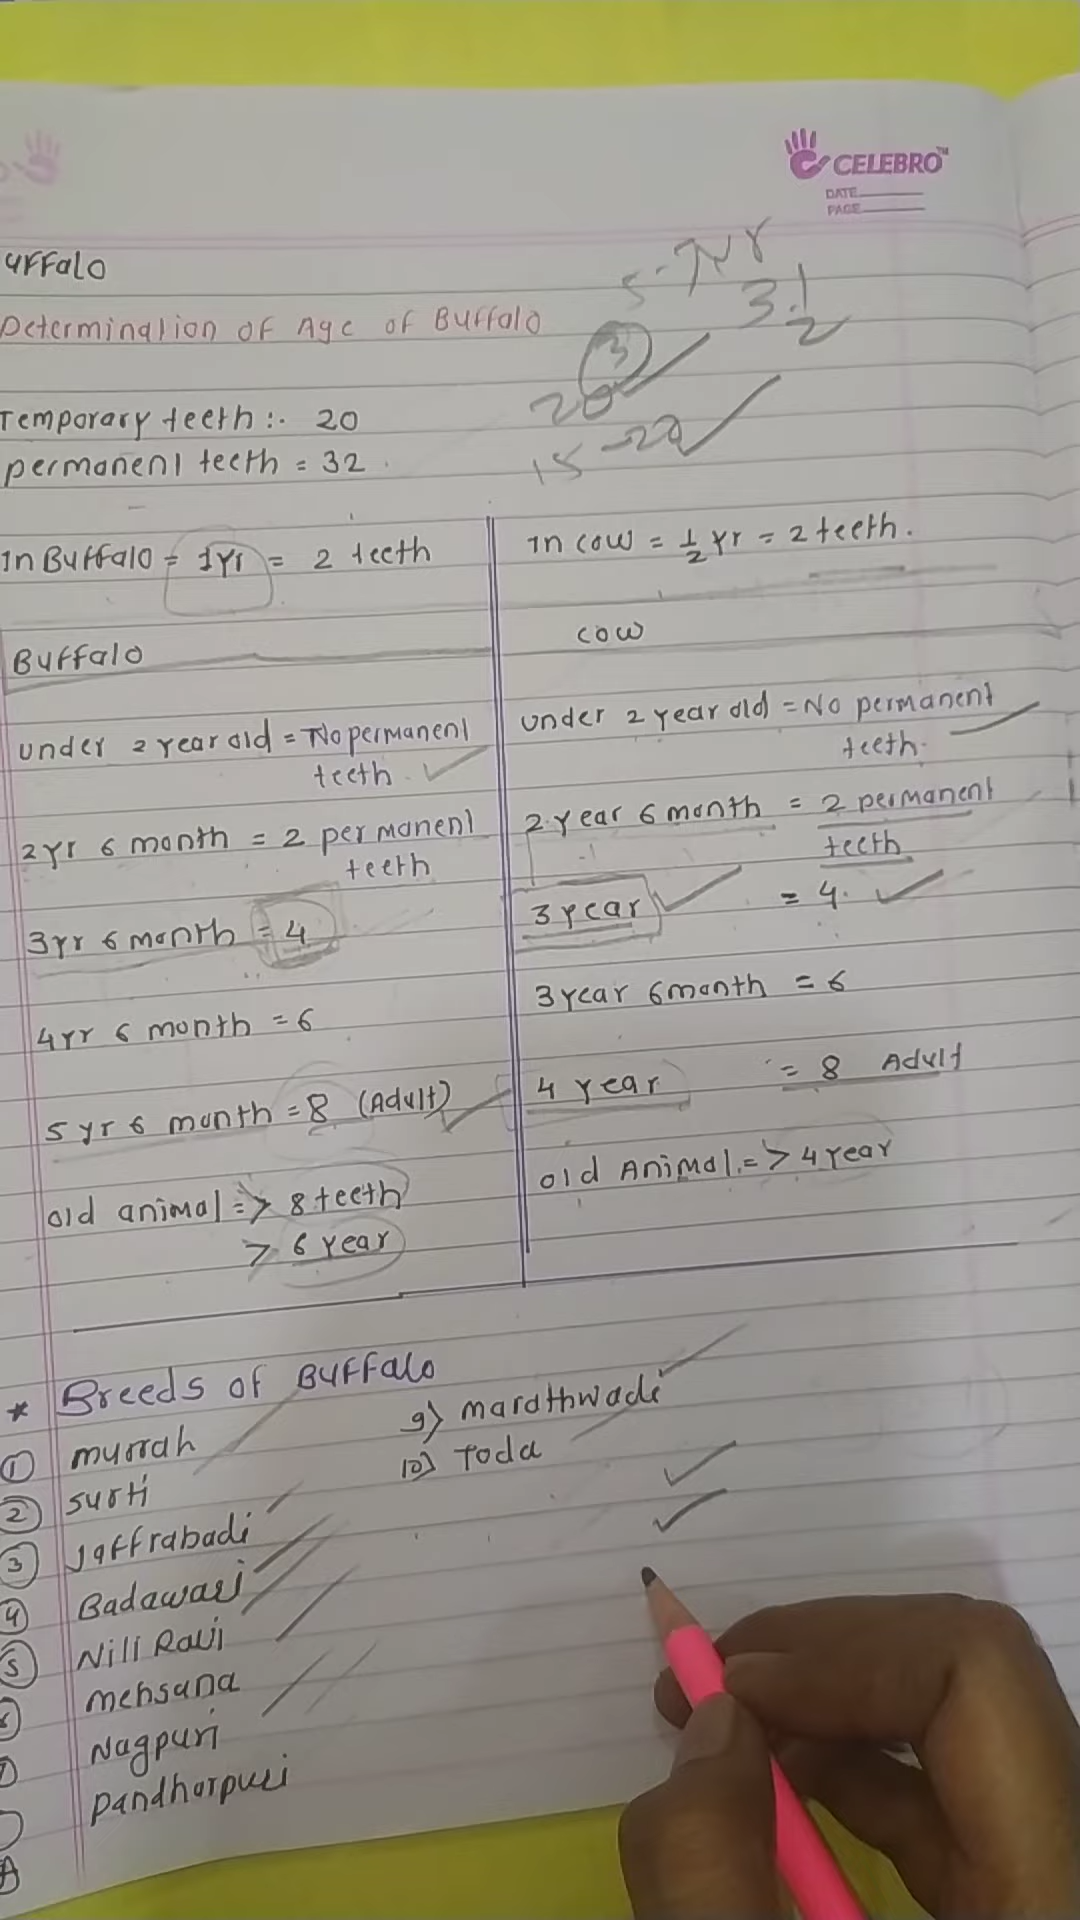 CELEBRO™
DATE
PAGE
uffalo
Determination of Age of Buffalo
5-7 yr
3 1/2
3
20
15-20
Temporary teeth :- 20
permanent teeth = 32
In Buffalo = 1yr = 2 teeth
In cow = 1/2 yr = 2 teeth.
Buffalo
under 2 year old = No permanent
teeth.
2yr 6 month = 2 permanent
teeth
3yr 6 month = 4
4yr 6 month = 6
5yr 6 month = 8 (Adult)
old animal => 8 teeth
> 6 year
cow
under 2 year old = No permanent
teeth.
2 year 6 month = 2 permanent
teeth
3 year = 4.
3 year 6 month = 6
4 year = 8 Adult
old Animal = > 4 year
* Breeds of Buffalo
① murrah
② surti
③ Jaffrabadi
④ Badawari
⑤ Nili Ravi
mehsana
Nagpuri
pandharpuri
9) marathwadi
10) Toda